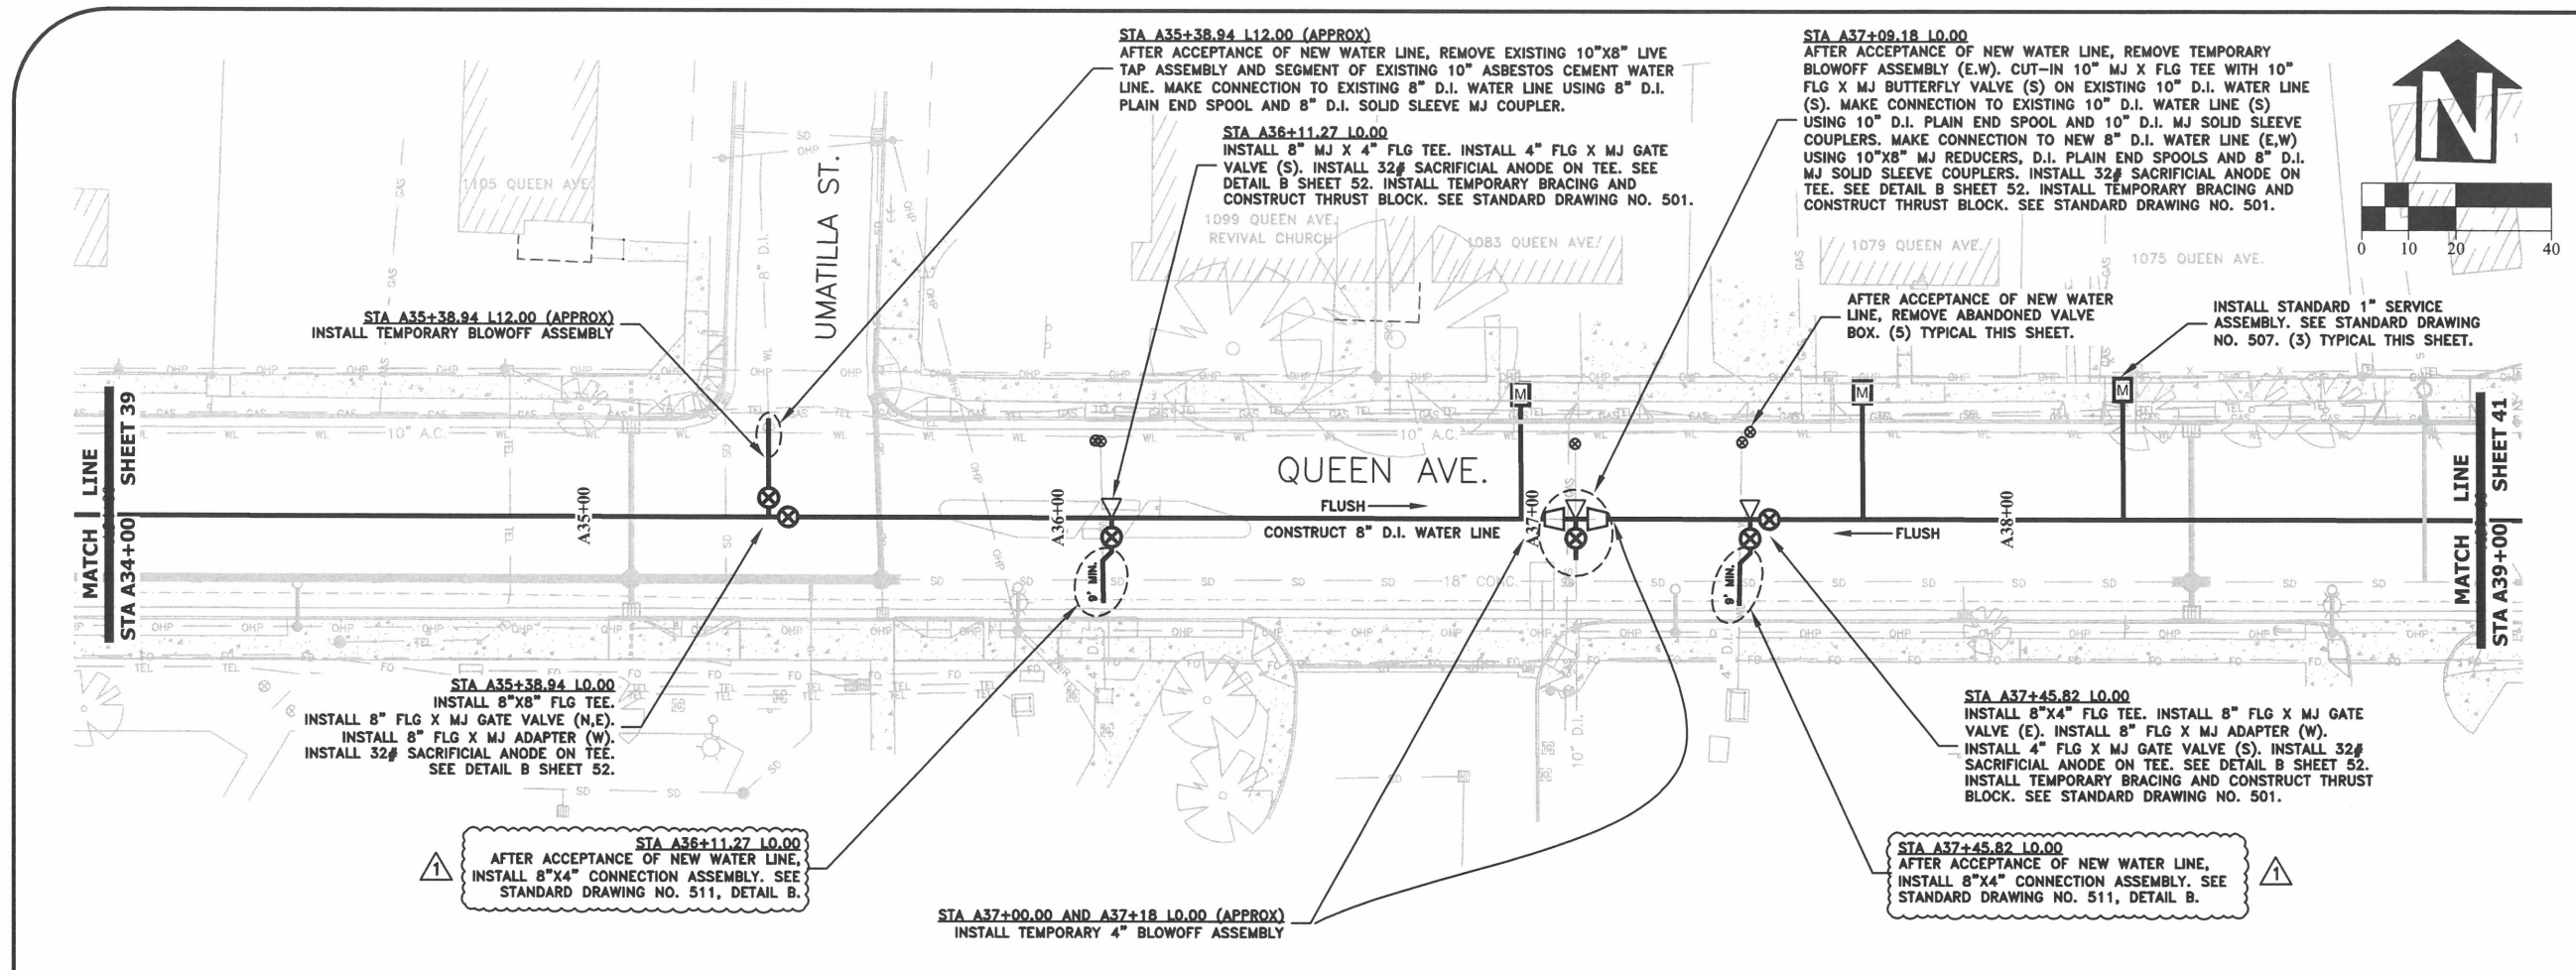 STA A35+38.94 L12.00 (APPROX)
AFTER ACCEPTANCE OF NEW WATER LINE, REMOVE EXISTING 10"X8" LIVE
TAP ASSEMBLY AND SEGMENT OF EXISTING 10" ASBESTOS CEMENT WATER
LINE. MAKE CONNECTION TO EXISTING 8" D.I. WATER LINE USING 8" D.I.
PLAIN END SPOOL AND 8" D.I. SOLID SLEEVE MJ COUPLER.
STA A36+11.27 L0.00
INSTALL 8" MJ X 4" FLG TEE. INSTALL 4" FLG X MJ GATE
VALVE (S). INSTALL 32# SACRIFICIAL ANODE ON TEE. SEE
DETAIL B SHEET 52. INSTALL TEMPORARY BRACING AND
CONSTRUCT THRUST BLOCK. SEE STANDARD DRAWING NO. 501.
STA A37+09.18 L0.00
AFTER ACCEPTANCE OF NEW WATER LINE, REMOVE TEMPORARY
BLOWOFF ASSEMBLY (E.W). CUT-IN 10" MJ X FLG TEE WITH 10"
FLG X MJ BUTTERFLY VALVE (S) ON EXISTING 10" D.I. WATER LINE
(S). MAKE CONNECTION TO EXISTING 10" D.I. WATER LINE (S)
USING 10" D.I. PLAIN END SPOOL AND 10" D.I. MJ SOLID SLEEVE
COUPLERS. MAKE CONNECTION TO NEW 8" D.I. WATER LINE (E,W)
USING 10"X8" MJ REDUCERS, D.I. PLAIN END SPOOLS AND 8" D.I.
MJ SOLID SLEEVE COUPLERS. INSTALL 32# SACRIFICIAL ANODE ON
TEE. SEE DETAIL B SHEET 52. INSTALL TEMPORARY BRACING AND
CONSTRUCT THRUST BLOCK. SEE STANDARD DRAWING NO. 501.
N
0 10 20 40
1105 QUEEN AVE.
UMATILLA ST.
8" D.I.
1099 QUEEN AVE.
REVIVAL CHURCH
1083 QUEEN AVE.
1079 QUEEN AVE.
1075 QUEEN AVE.
STA A35+38.94 L12.00 (APPROX)
INSTALL TEMPORARY BLOWOFF ASSEMBLY
AFTER ACCEPTANCE OF NEW WATER
LINE, REMOVE ABANDONED VALVE
BOX. (5) TYPICAL THIS SHEET.
INSTALL STANDARD 1" SERVICE
ASSEMBLY. SEE STANDARD DRAWING
NO. 507. (3) TYPICAL THIS SHEET.
MATCH LINE
STA A34+00 SHEET 39
10" A.C.
10" A.C.
M
M
M
QUEEN AVE.
A35+00
A36+00
A37+00
A38+00
FLUSH
CONSTRUCT 8" D.I. WATER LINE
FLUSH
9' MIN.
9' MIN.
18" CONC.
MATCH LINE
STA A39+00 SHEET 41
4" D.I.
10" D.I.
4" D.I.
STA A35+38.94 L0.00
INSTALL 8"X8" FLG TEE.
INSTALL 8" FLG X MJ GATE VALVE (N,E).
INSTALL 8" FLG X MJ ADAPTER (W).
INSTALL 32# SACRIFICIAL ANODE ON TEE.
SEE DETAIL B SHEET 52.
STA A37+45.82 L0.00
INSTALL 8"X4" FLG TEE. INSTALL 8" FLG X MJ GATE
VALVE (E). INSTALL 8" FLG X MJ ADAPTER (W).
INSTALL 4" FLG X MJ GATE VALVE (S). INSTALL 32#
SACRIFICIAL ANODE ON TEE. SEE DETAIL B SHEET 52.
INSTALL TEMPORARY BRACING AND CONSTRUCT THRUST
BLOCK. SEE STANDARD DRAWING NO. 501.
1
STA A36+11.27 L0.00
AFTER ACCEPTANCE OF NEW WATER LINE,
INSTALL 8"X4" CONNECTION ASSEMBLY. SEE
STANDARD DRAWING NO. 511, DETAIL B.
STA A37+45.82 L0.00
AFTER ACCEPTANCE OF NEW WATER LINE,
INSTALL 8"X4" CONNECTION ASSEMBLY. SEE
STANDARD DRAWING NO. 511, DETAIL B.
1
STA A37+00.00 AND A37+18 L0.00 (APPROX)
INSTALL TEMPORARY 4" BLOWOFF ASSEMBLY